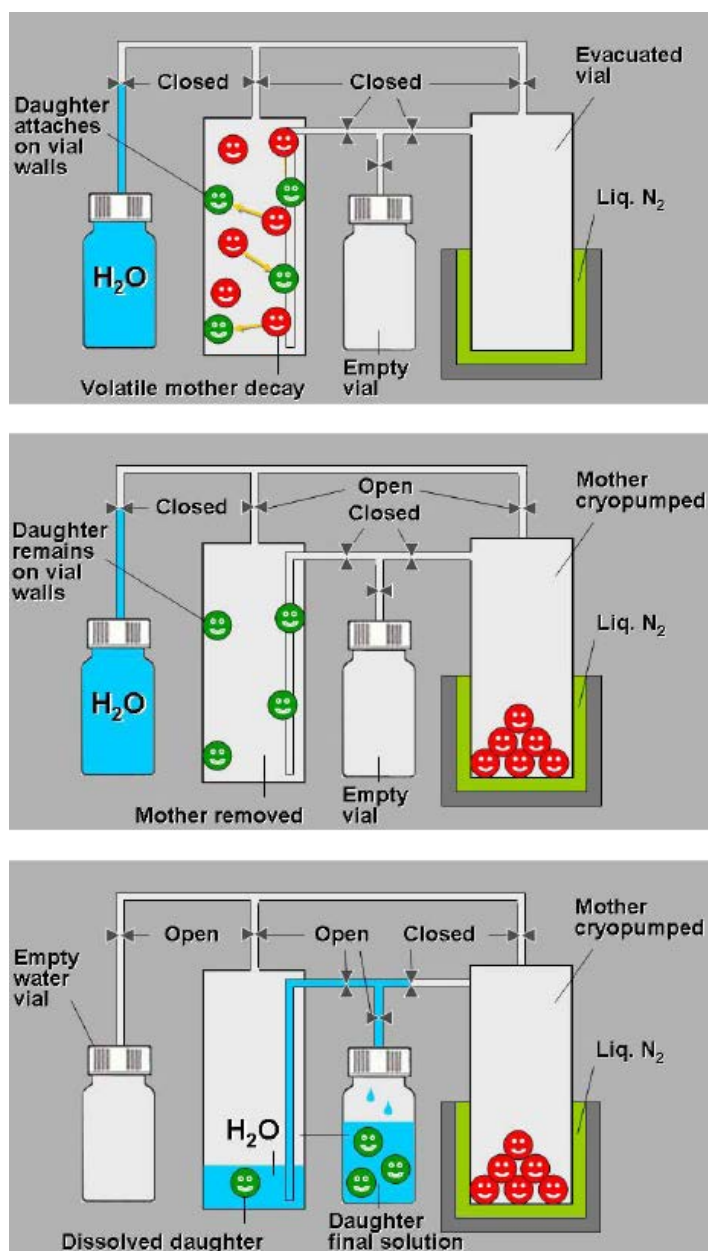 Evacuated
vial
Closed
Closed
Daughter
attaches
on vial
walls
Liq. N₂
H₂O
Empty
vial
Volatile mother decay
Mother
cryopumped
Open
Closed
Closed
Daughter
remains
on vial
walls
Liq. N₂
H₂O
Empty
vial
Mother removed
Mother
cryopumped
Open
Open
Closed
Empty
water
vial
Liq. N₂
H₂O
Dissolved daughter
Daughter
final solution